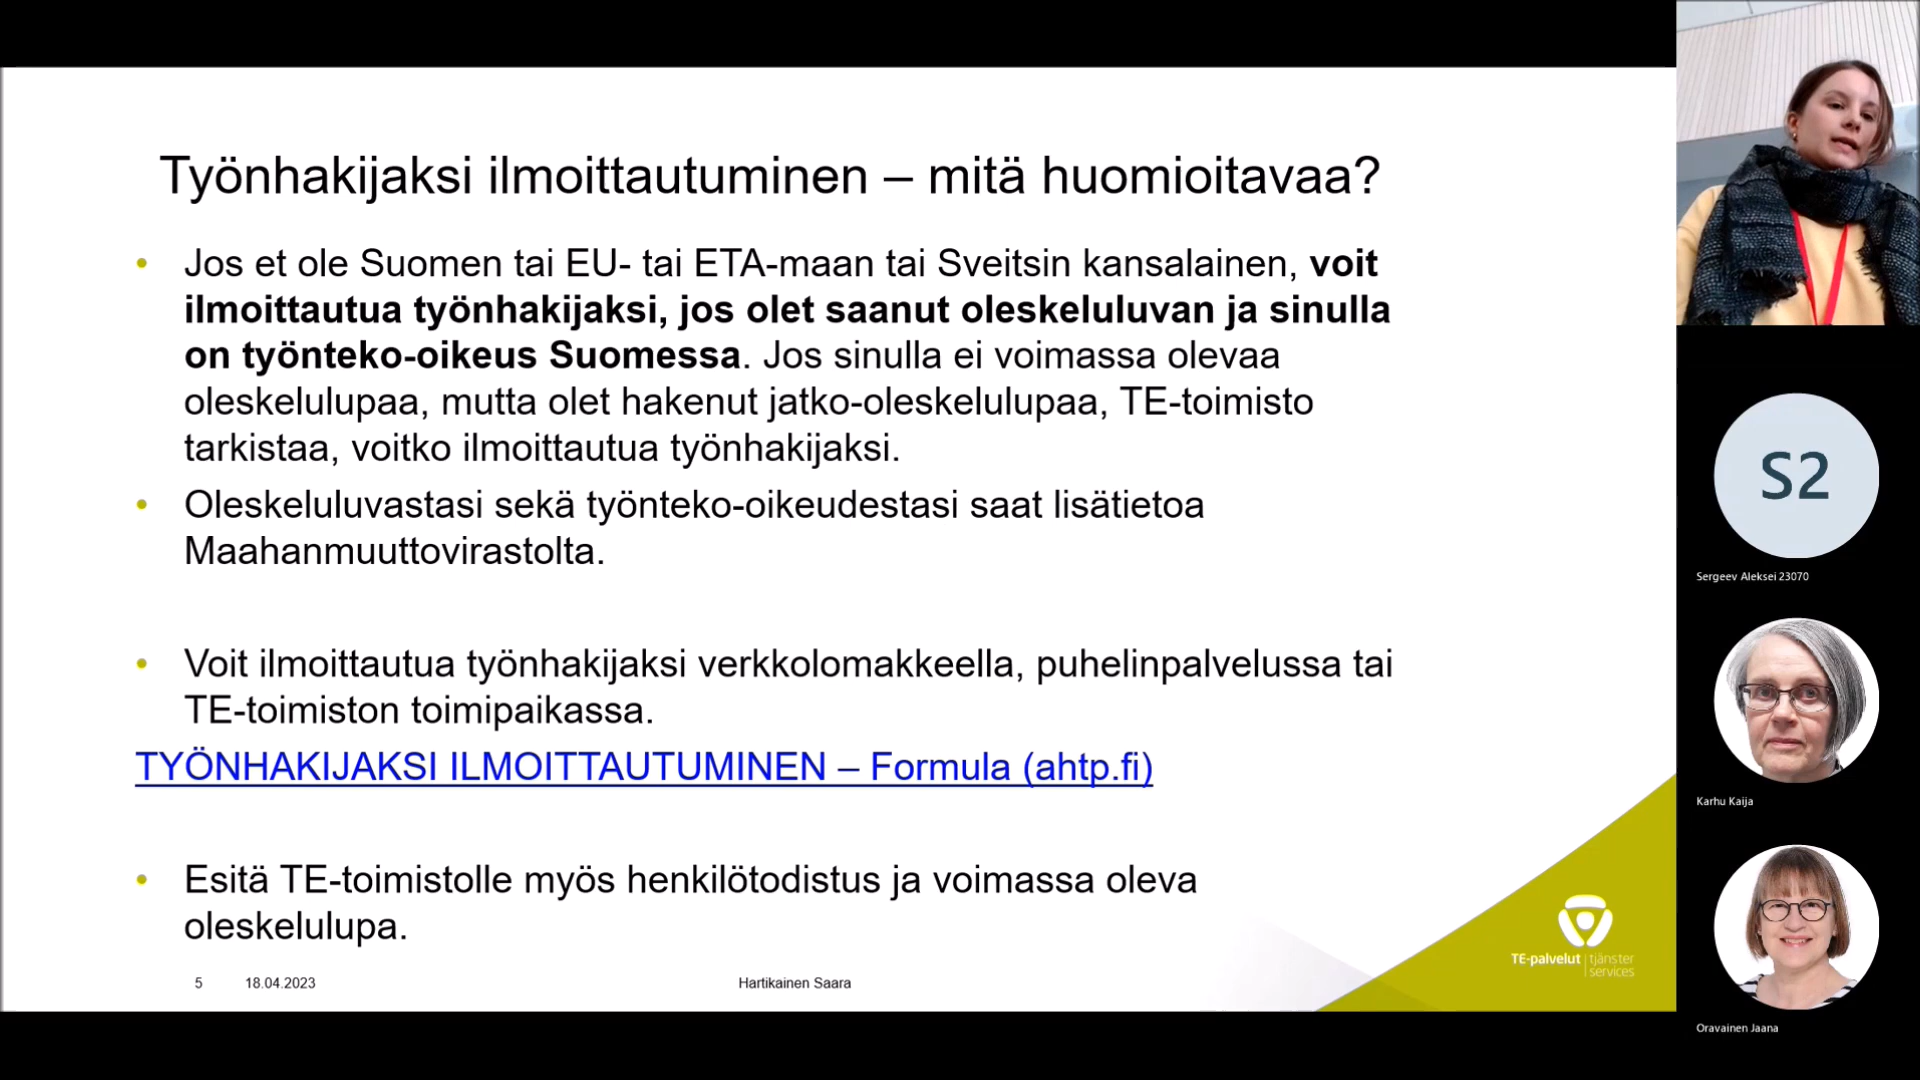 Työnhakijaksi ilmoittautuminen – mitä huomioitavaa?
• Jos et ole Suomen tai EU- tai ETA-maan tai Sveitsin kansalainen, voit
ilmoittautua työnhakijaksi, jos olet saanut oleskeluluvan ja sinulla
on työnteko-oikeus Suomessa. Jos sinulla ei voimassa olevaa
oleskelulupaa, mutta olet hakenut jatko-oleskelulupaa, TE-toimisto
tarkistaa, voitko ilmoittautua työnhakijaksi.
• Oleskeluluvastasi sekä työnteko-oikeudestasi saat lisätietoa
Maahanmuuttovirastolta.
• Voit ilmoittautua työnhakijaksi verkkolomakkeella, puhelinpalvelussa tai
TE-toimiston toimipaikassa.
TYÖNHAKIJAKSI ILMOITTAUTUMINEN – Formula (ahtp.fi)
• Esitä TE-toimistolle myös henkilötodistus ja voimassa oleva
oleskelulupa.
5 18.04.2023 Hartikainen Saara
TE-palvelut tjänster
services
S2
Sergeev Aleksei 23070
Karhu Kaija
Oravainen Jaana